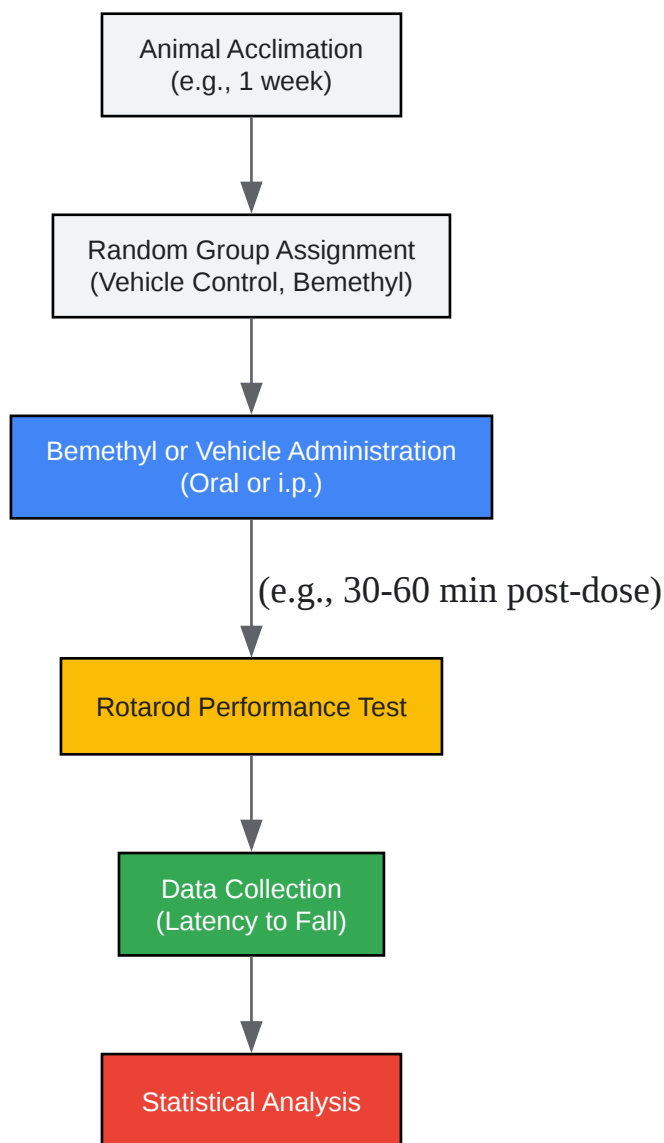 Animal Acclimation
(e.g., 1 week)
Random Group Assignment
(Vehicle Control, Bemethyl)
Bemethyl or Vehicle Administration
(Oral or i.p.)
(e.g., 30-60 min post-dose)
Rotarod Performance Test
Data Collection
(Latency to Fall)
Statistical Analysis